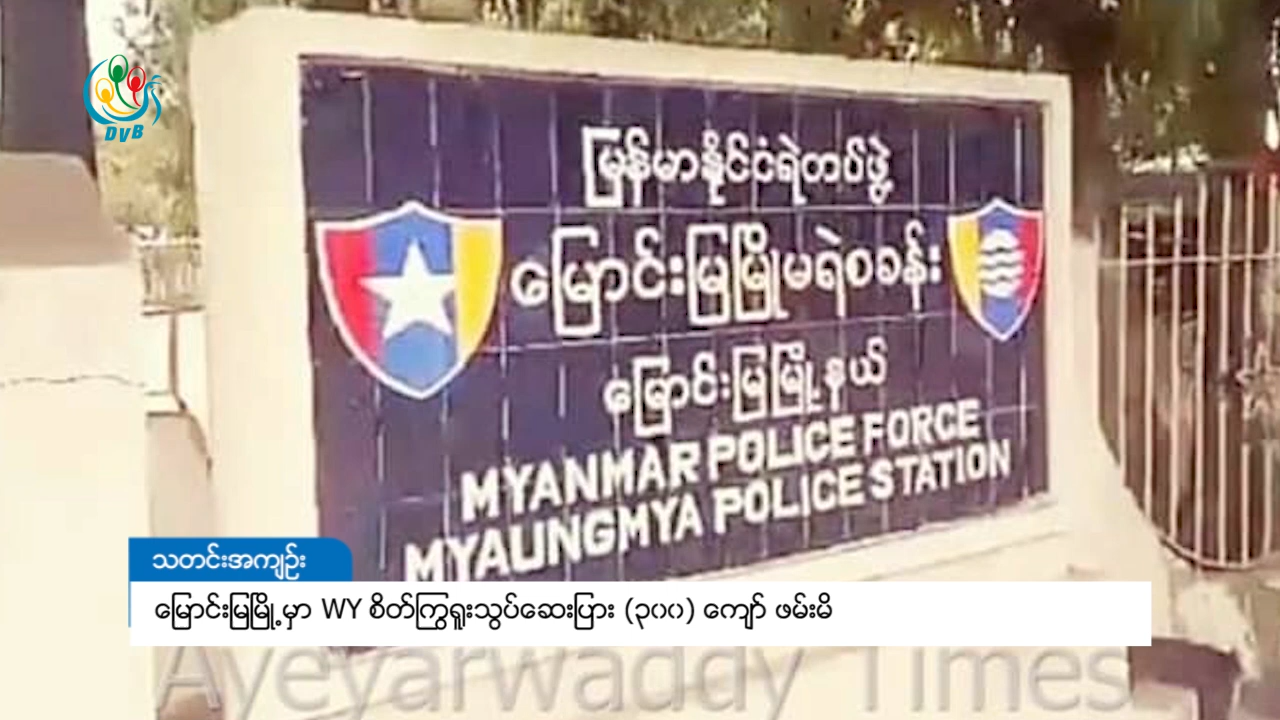 DVB
မြန်မာနိုင်ငံရဲတပ်ဖွဲ့
မြောင်းမြမြို့မရဲစခန်း
မြောင်းမြမြို့နယ်
MYANMAR POLICE FORCE
MYAUNGMYA POLICE STATION
သတင်းအကျဉ်း
မြောင်းမြမြို့မှာ WY စိတ်ကြွရူးသွပ်ဆေးပြား (၃၀၀) ကျော် ဖမ်းမိ
Ayeyarwaddy Times